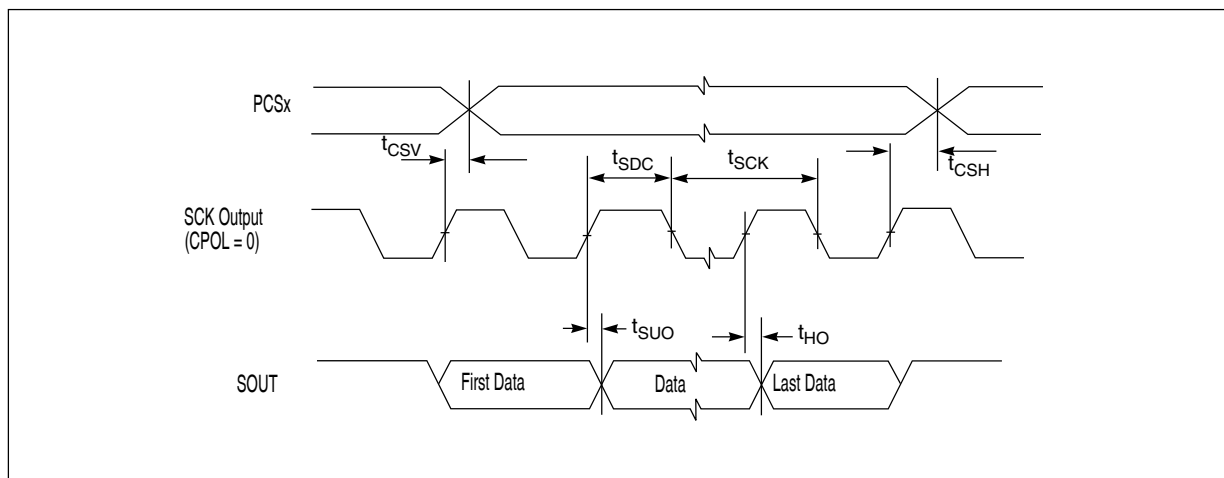 PCSx
tCSV
tSDC
tSCK
tCSH
SCK Output
(CPOL = 0)
tSUO
tHO
SOUT
First Data
Data
Last Data